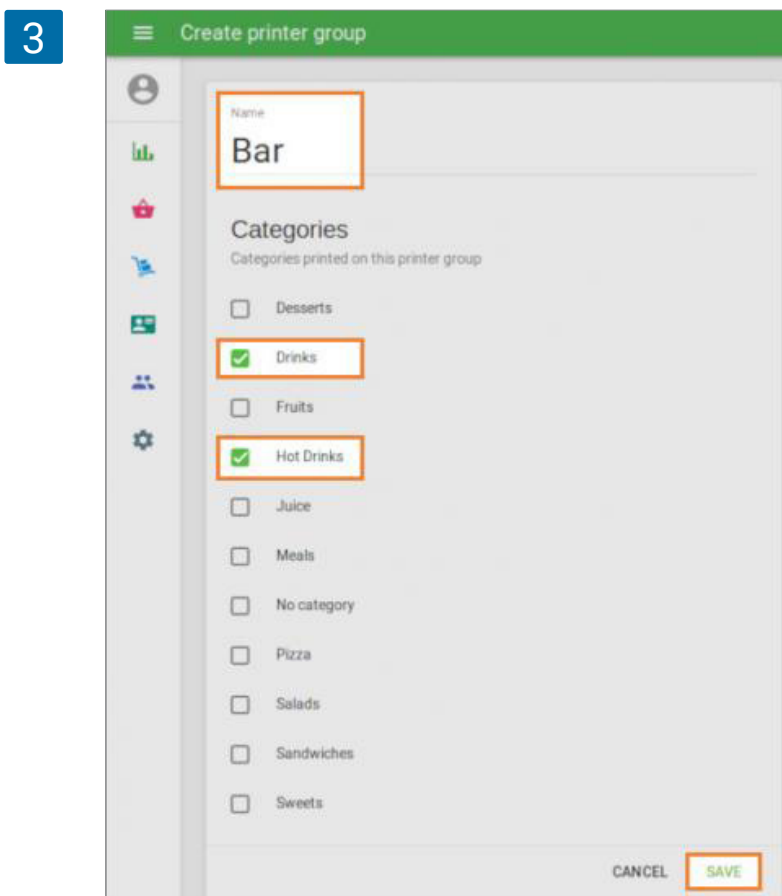 3
Create printer group
Name
Bar
Categories
Categories printed on this printer group
Desserts
Drinks
Fruits
Hot Drinks
Juice
Meals
No category
Pizza
Salads
Sandwiches
Sweets
CANCEL SAVE